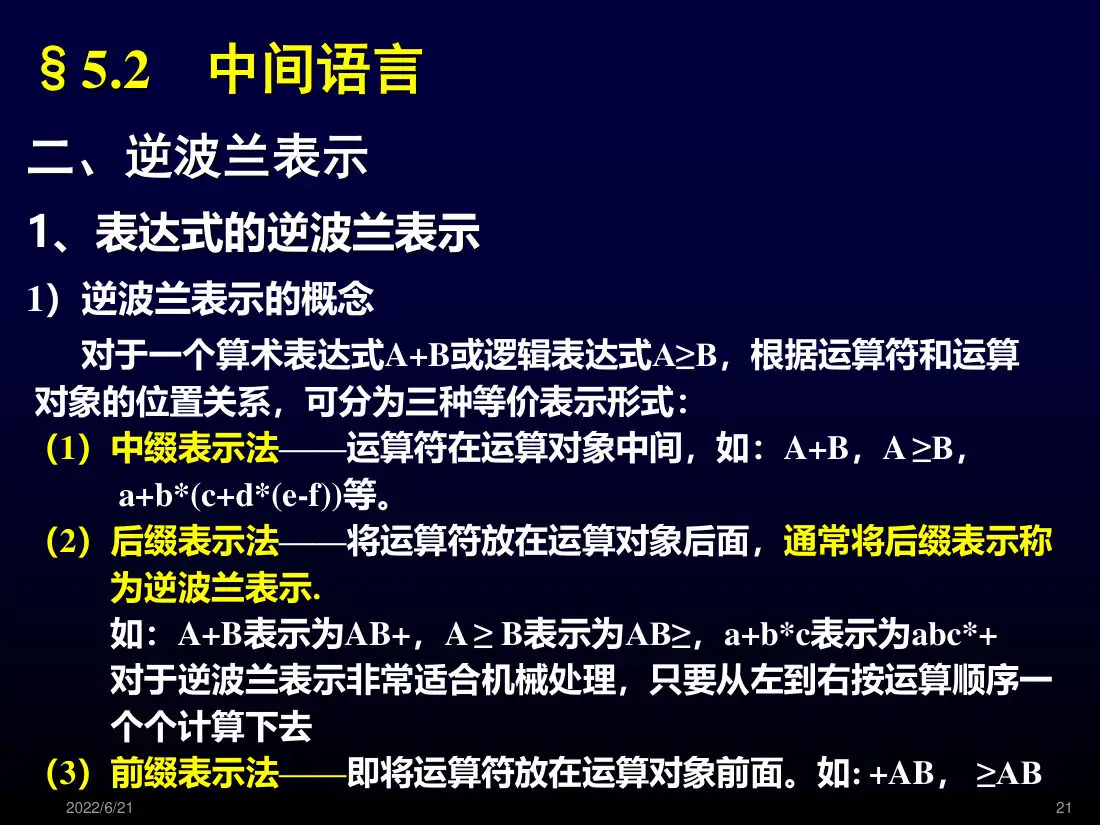 §5.2 中间语言
二、逆波兰表示
1、表达式的逆波兰表示
1）逆波兰表示的概念
对于一个算术表达式A+B或逻辑表达式A≥B，根据运算符和运算
对象的位置关系，可分为三种等价表示形式：
（1）中缀表示法——运算符在运算对象中间，如：A+B，A ≥B，
a+b*(c+d*(e-f))等。
（2）后缀表示法——将运算符放在运算对象后面，通常将后缀表示称
为逆波兰表示.
如：A+B表示为AB+，A ≥ B表示为AB≥，a+b*c表示为abc*+
对于逆波兰表示非常适合机械处理，只要从左到右按运算顺序一
个个计算下去
（3）前缀表示法——即将运算符放在运算对象前面。如: +AB， ≥AB
2022/6/21
21